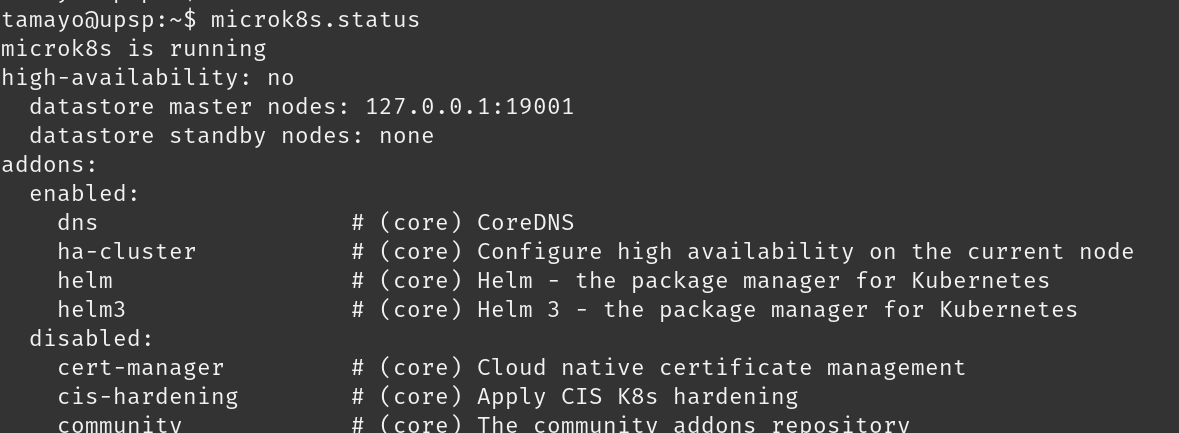 tamayo@upsp:~$ microk8s.status
microk8s is running
high-availability: no
  datastore master nodes: 127.0.0.1:19001
  datastore standby nodes: none
addons:
  enabled:
    dns                  # (core) CoreDNS
    ha-cluster           # (core) Configure high availability on the current node
    helm                 # (core) Helm - the package manager for Kubernetes
    helm3                # (core) Helm 3 - the package manager for Kubernetes
  disabled:
    cert-manager         # (core) Cloud native certificate management
    cis-hardening        # (core) Apply CIS K8s hardening
    community            # (core) The community addons repository